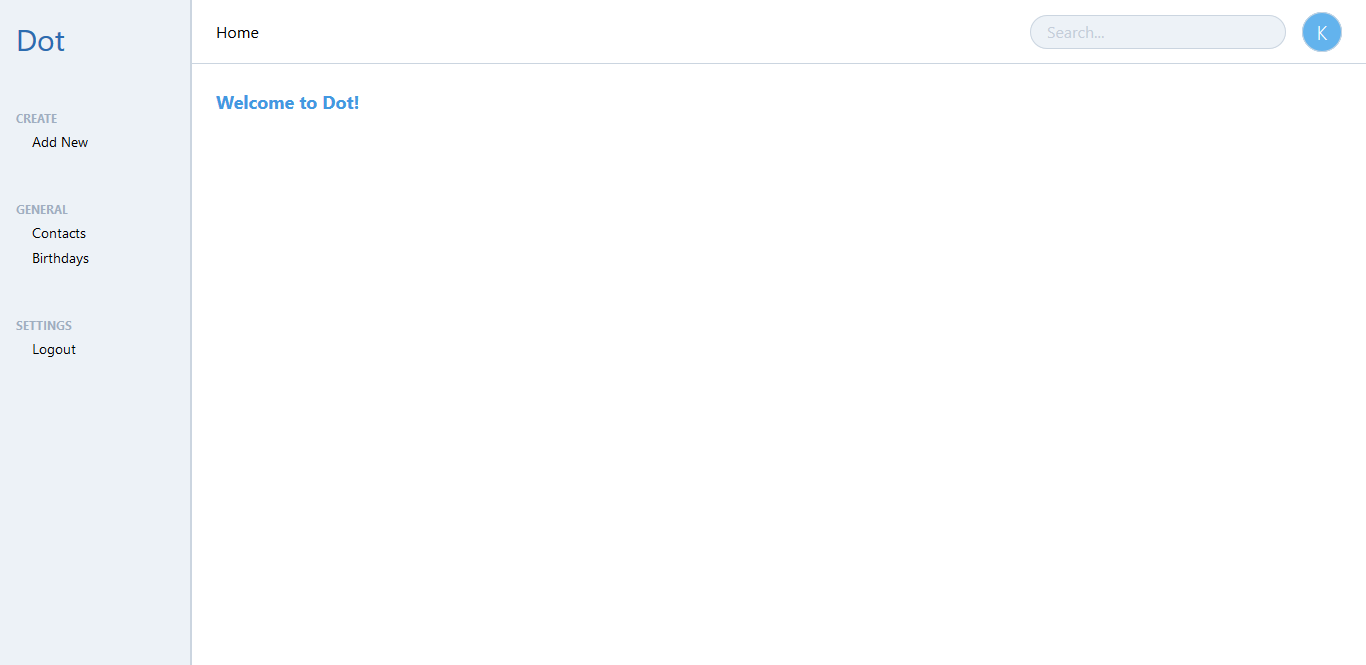 Dot
CREATE
Add New
GENERAL
Contacts
Birthdays
SETTINGS
Logout
Home
Search...
K
Welcome to Dot!